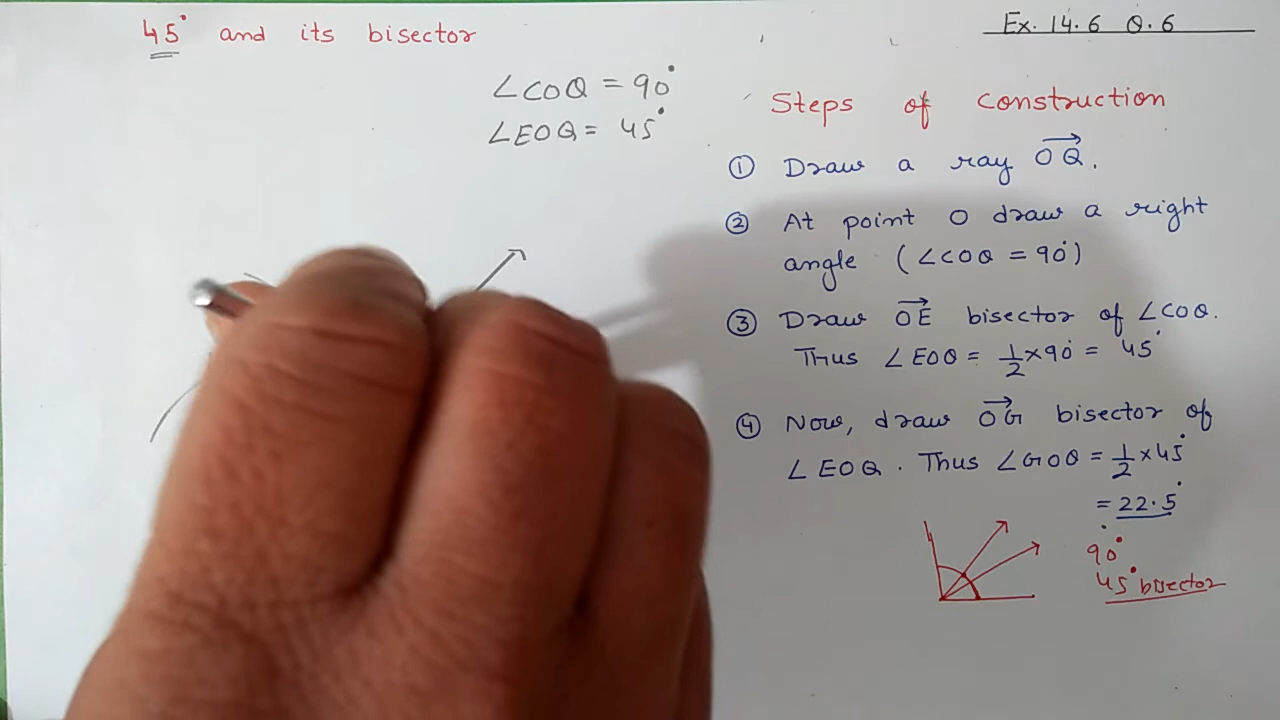 45° and its bisector
∠COQ = 90°
∠EOQ = 45°
Ex. 14.6 Q.6
Steps of construction
① Draw a ray OQ→.
② At point O draw a right
angle (∠COQ = 90°)
③ Draw OE→ bisector of ∠COQ.
Thus ∠EOQ = 1/2 × 90° = 45°
④ Now, draw OG→ bisector of
∠EOQ. Thus ∠GOQ = 1/2 × 45°
= 22.5°
90°
45° bisector